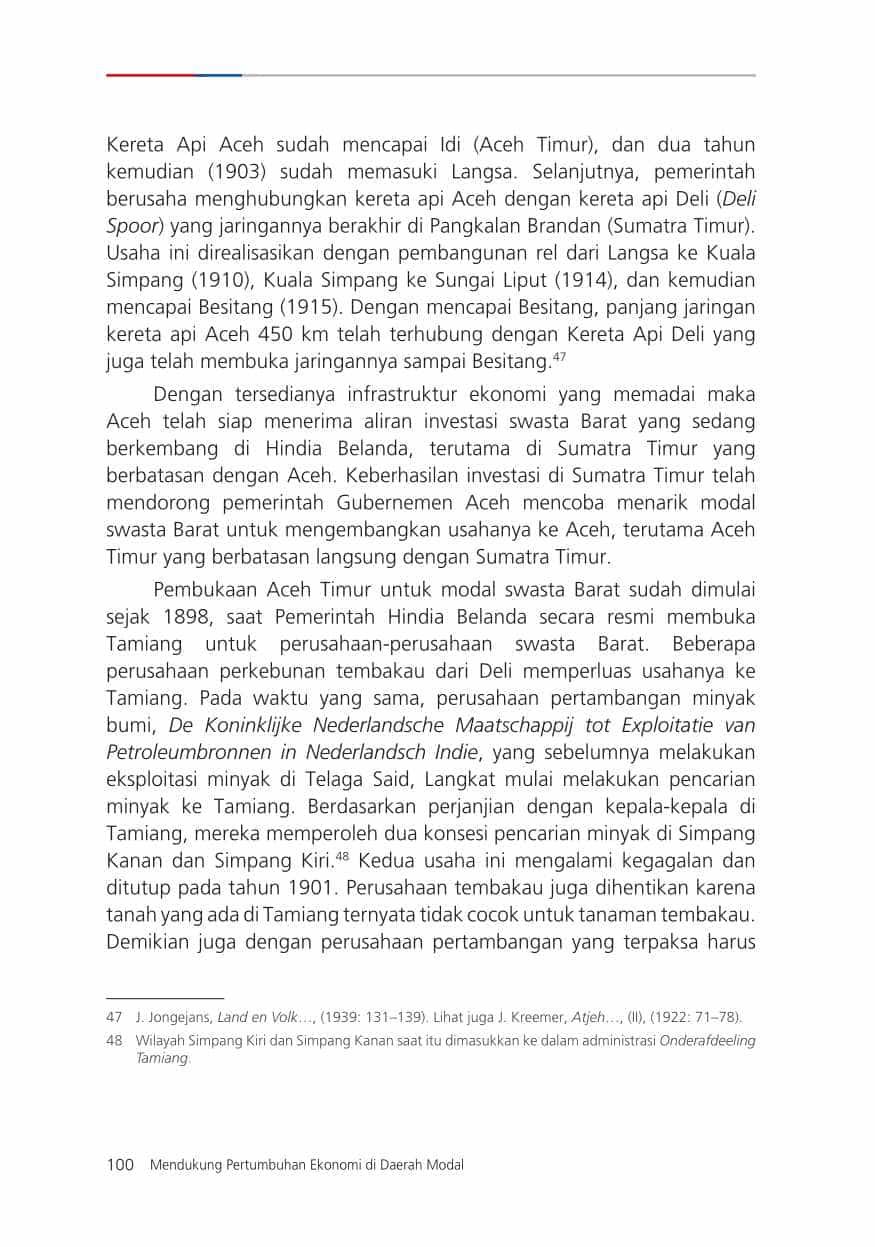 Kereta Api Aceh sudah mencapai Idi (Aceh Timur), dan dua tahun
kemudian (1903) sudah memasuki Langsa. Selanjutnya, pemerintah
berusaha menghubungkan kereta api Aceh dengan kereta api Deli (Deli
Spoor) yang jaringannya berakhir di Pangkalan Brandan (Sumatra Timur).
Usaha ini direalisasikan dengan pembangunan rel dari Langsa ke Kuala
Simpang (1910), Kuala Simpang ke Sungai Liput (1914), dan kemudian
mencapai Besitang (1915). Dengan mencapai Besitang, panjang jaringan
kereta api Aceh 450 km telah terhubung dengan Kereta Api Deli yang
juga telah membuka jaringannya sampai Besitang.47
Dengan tersedianya infrastruktur ekonomi yang memadai maka
Aceh telah siap menerima aliran investasi swasta Barat yang sedang
berkembang di Hindia Belanda, terutama di Sumatra Timur yang
berbatasan dengan Aceh. Keberhasilan investasi di Sumatra Timur telah
mendorong pemerintah Gubernemen Aceh mencoba menarik modal
swasta Barat untuk mengembangkan usahanya ke Aceh, terutama Aceh
Timur yang berbatasan langsung dengan Sumatra Timur.
Pembukaan Aceh Timur untuk modal swasta Barat sudah dimulai
sejak 1898, saat Pemerintah Hindia Belanda secara resmi membuka
Tamiang untuk perusahaan-perusahaan swasta Barat. Beberapa
perusahaan perkebunan tembakau dari Deli memperluas usahanya ke
Tamiang. Pada waktu yang sama, perusahaan pertambangan minyak
bumi, De Koninklijke Nederlandsche Maatschappij tot Exploitatie van
Petroleumbronnen in Nederlandsch Indie, yang sebelumnya melakukan
eksploitasi minyak di Telaga Said, Langkat mulai melakukan pencarian
minyak ke Tamiang. Berdasarkan perjanjian dengan kepala-kepala di
Tamiang, mereka memperoleh dua konsesi pencarian minyak di Simpang
Kanan dan Simpang Kiri.48 Kedua usaha ini mengalami kegagalan dan
ditutup pada tahun 1901. Perusahaan tembakau juga dihentikan karena
tanah yang ada di Tamiang ternyata tidak cocok untuk tanaman tembakau.
Demikian juga dengan perusahaan pertambangan yang terpaksa harus
47 J. Jongejans, Land en Volk…, (1939: 131–139). Lihat juga J. Kreemer, Atjeh…, (II), (1922: 71–78).
48 Wilayah Simpang Kiri dan Simpang Kanan saat itu dimasukkan ke dalam administrasi Onderafdeeling
Tamiang.
100 Mendukung Pertumbuhan Ekonomi di Daerah Modal